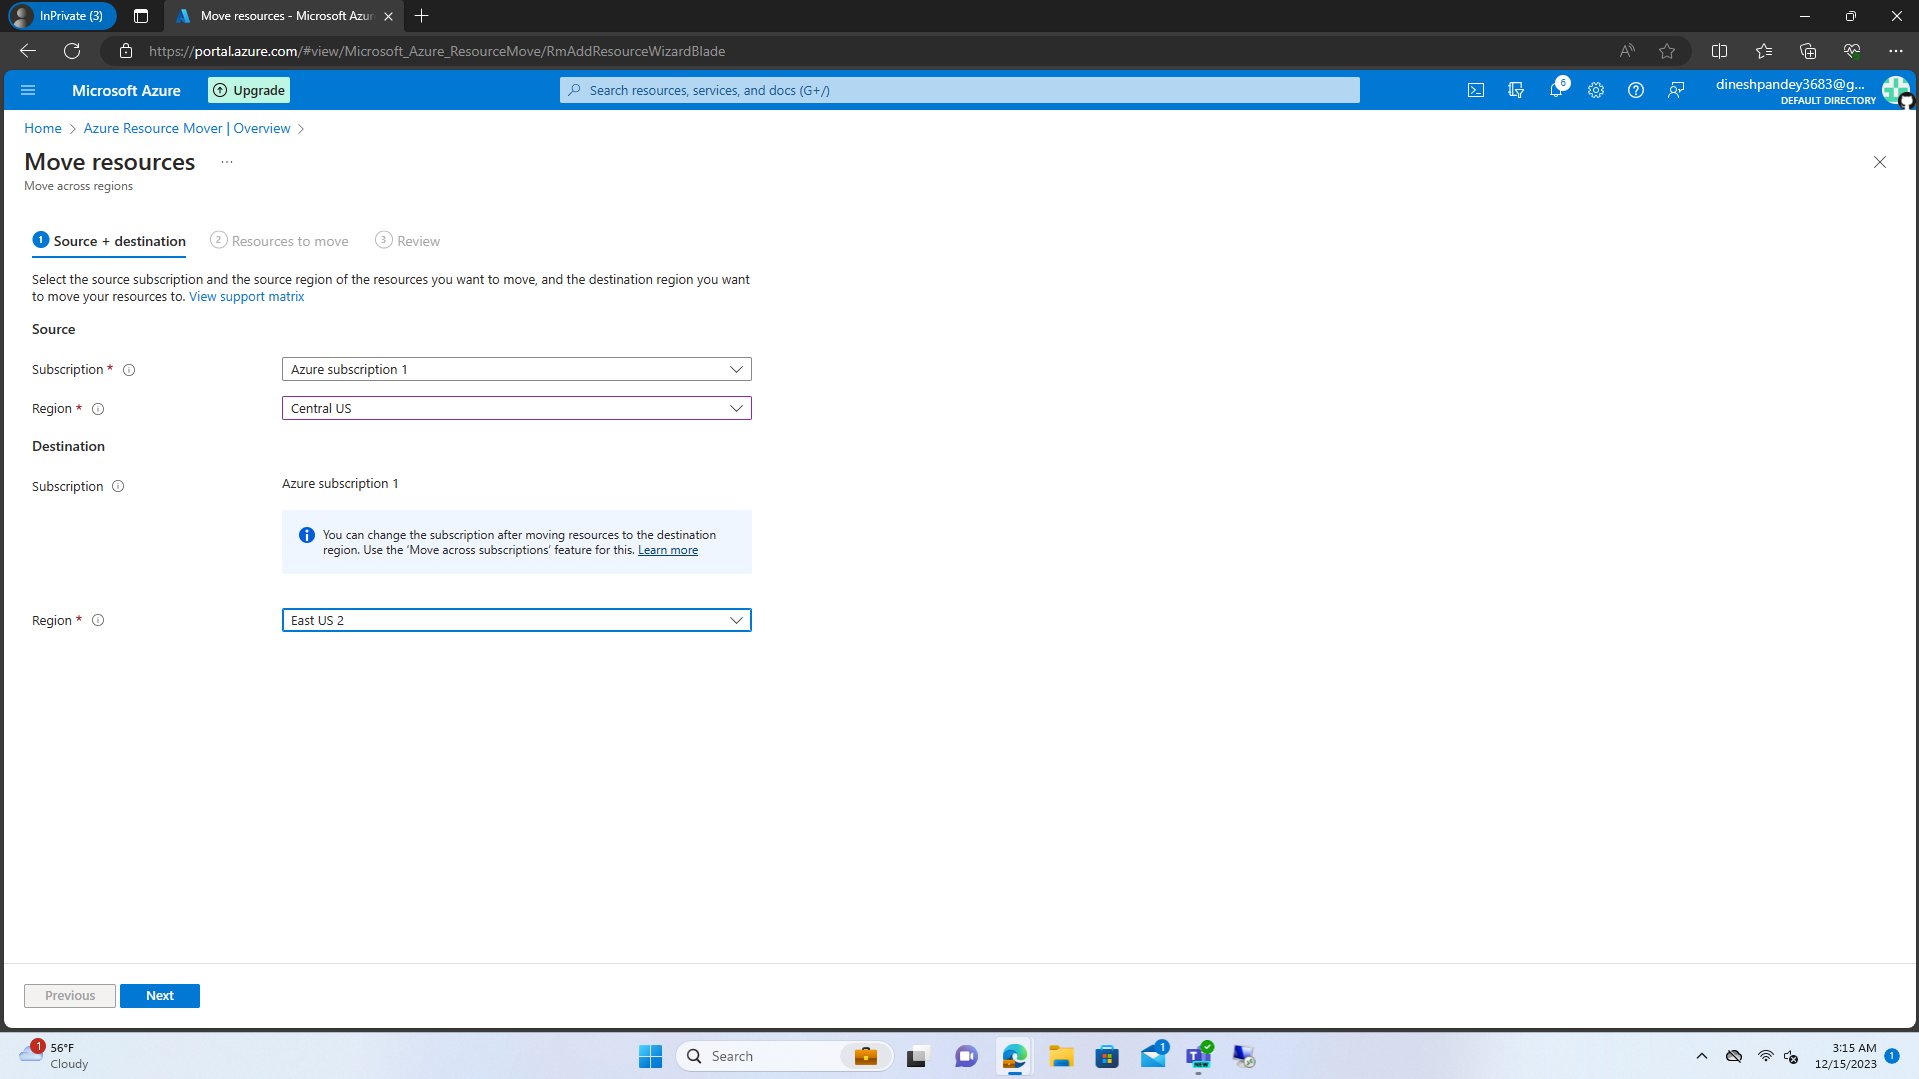 InPrivate (3)
Move resources - Microsoft Azur
https://portal.azure.com/#view/Microsoft_Azure_ResourceMove/RmAddResourceWizardBlade
Microsoft Azure
Upgrade
Search resources, services, and docs (G+/)
6
dineshpandey3683@g...
DEFAULT DIRECTORY
Home > Azure Resource Mover | Overview >
Move resources ...
Move across regions
1 Source + destination
2 Resources to move
3 Review
Select the source subscription and the source region of the resources you want to move, and the destination region you want
to move your resources to. View support matrix
Source
Subscription *
Azure subscription 1
Region *
Central US
Destination
Subscription
Azure subscription 1
You can change the subscription after moving resources to the destination
region. Use the ‘Move across subscriptions’ feature for this. Learn more
Region *
East US 2
Previous
Next
1
56°F
Cloudy
Search
1
NEW
3:15 AM
12/15/2023
1